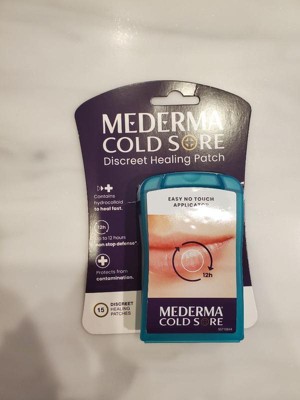 MEDERMA
COLD SORE
Discreet Healing Patch
Contains
hydrocolloid
to heal fast.
12h
to 12 hours
non stop defense*
Protects from
contamination.
15
DISCREET
HEALING
PATCHES
EASY NO TOUCH
APPLICATOR
12h
MEDERMA
COLD SORE